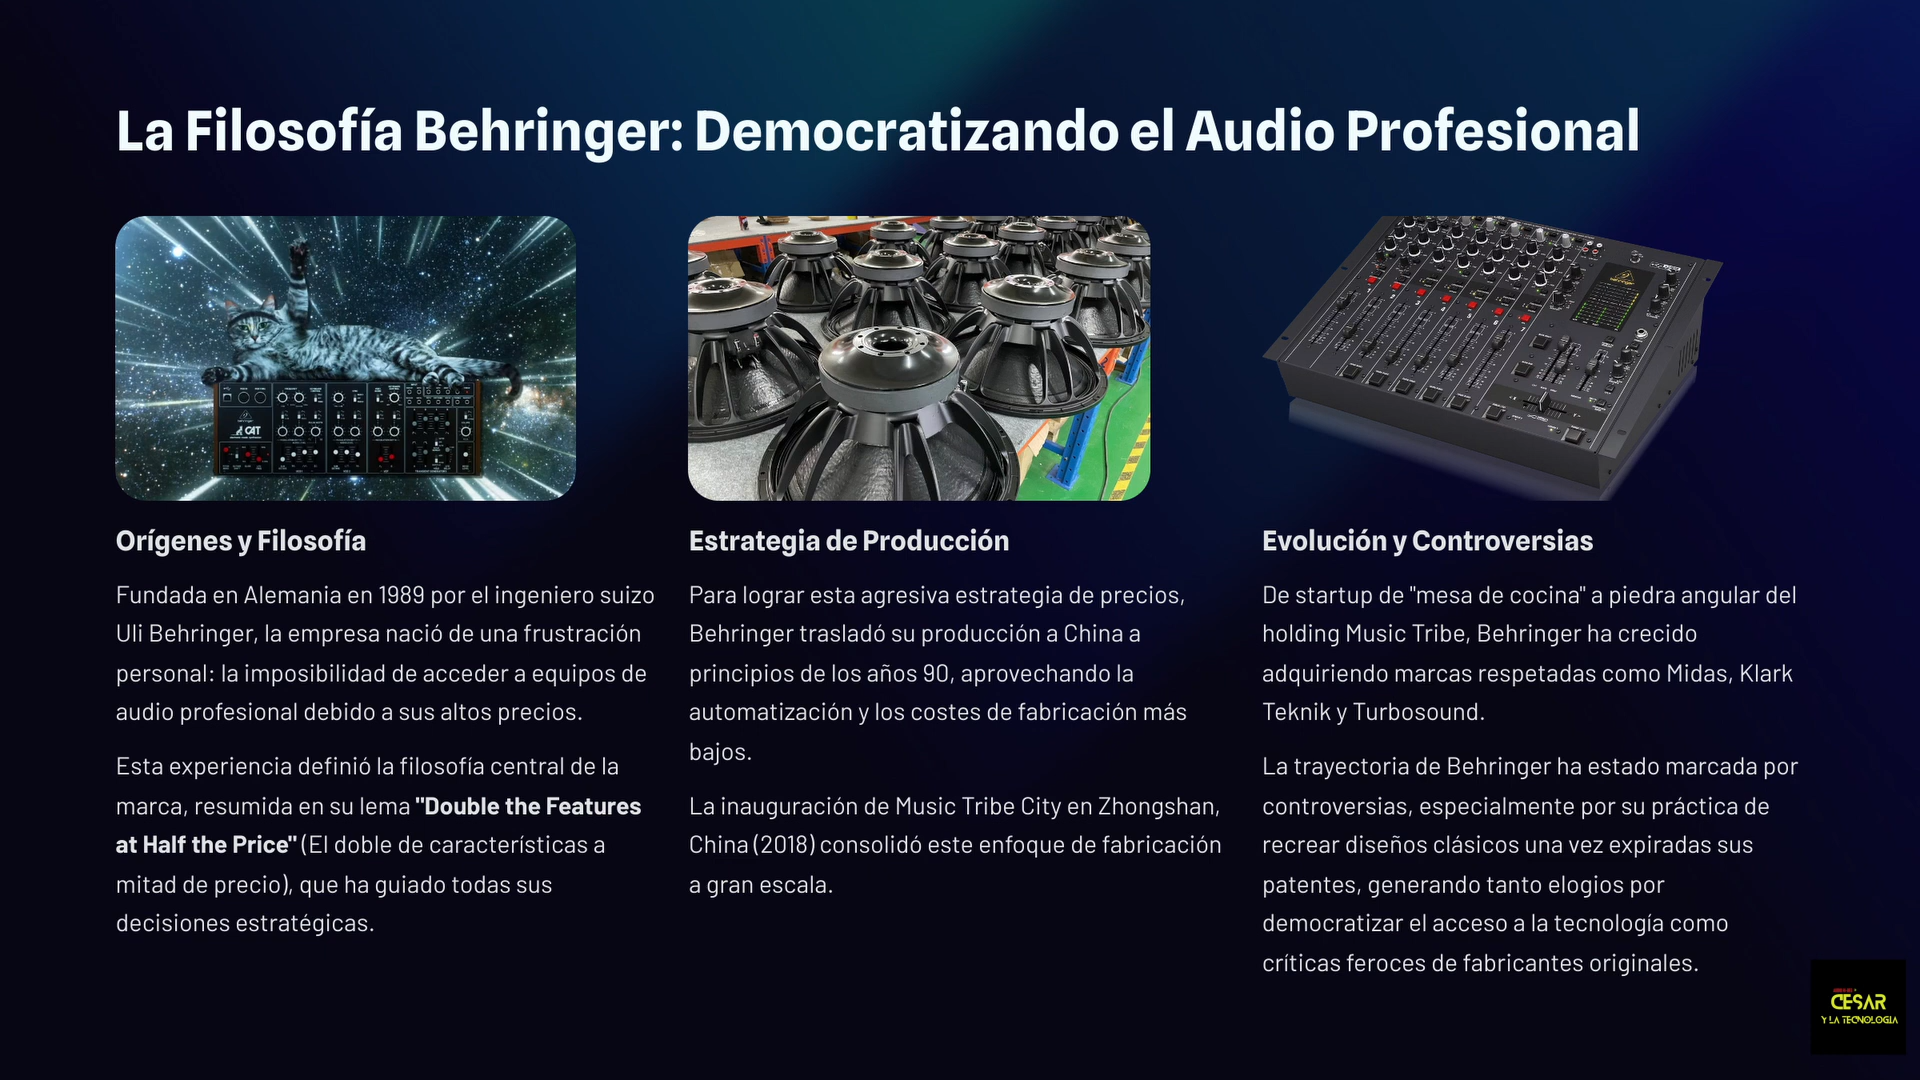 La Filosofía Behringer: Democratizando el Audio Profesional
CAT
Orígenes y Filosofía
Fundada en Alemania en 1989 por el ingeniero suizo
Uli Behringer, la empresa nació de una frustración
personal: la imposibilidad de acceder a equipos de
audio profesional debido a sus altos precios.
Esta experiencia definió la filosofía central de la
marca, resumida en su lema "Double the Features
at Half the Price" (El doble de características a
mitad de precio), que ha guiado todas sus
decisiones estratégicas.
Estrategia de Producción
Para lograr esta agresiva estrategia de precios,
Behringer trasladó su producción a China a
principios de los años 90, aprovechando la
automatización y los costes de fabricación más
bajos.
La inauguración de Music Tribe City en Zhongshan,
China (2018) consolidó este enfoque de fabricación
a gran escala.
Evolución y Controversias
De startup de "mesa de cocina" a piedra angular del
holding Music Tribe, Behringer ha crecido
adquiriendo marcas respetadas como Midas, Klark
Teknik y Turbosound.
La trayectoria de Behringer ha estado marcada por
controversias, especialmente por su práctica de
recrear diseños clásicos una vez expiradas sus
patentes, generando tanto elogios por
democratizar el acceso a la tecnología como
críticas feroces de fabricantes originales.
CESAR
Y LA TECNOLOGIA